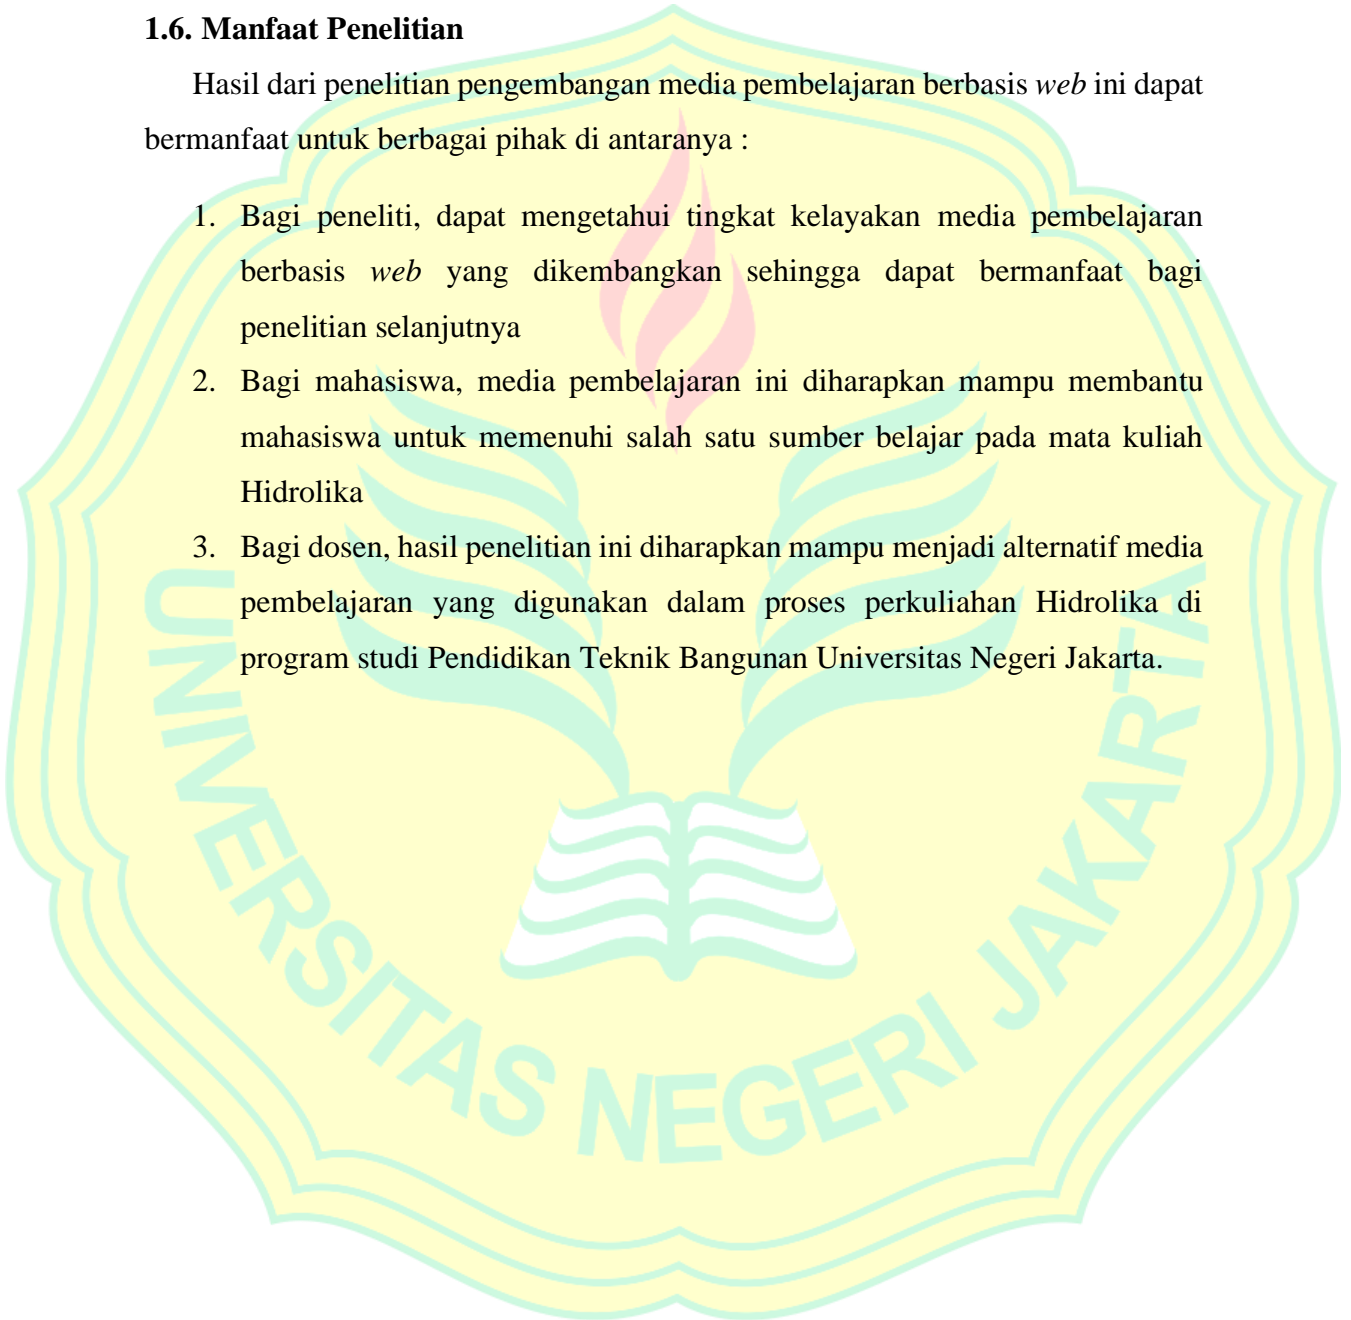 1.6. Manfaat Penelitian
Hasil dari penelitian pengembangan media pembelajaran berbasis web ini dapat
bermanfaat untuk berbagai pihak di antaranya :
1. Bagi peneliti, dapat mengetahui tingkat kelayakan media pembelajaran
berbasis web yang dikembangkan sehingga dapat bermanfaat bagi
penelitian selanjutnya
2. Bagi mahasiswa, media pembelajaran ini diharapkan mampu membantu
mahasiswa untuk memenuhi salah satu sumber belajar pada mata kuliah
Hidrolika
3. Bagi dosen, hasil penelitian ini diharapkan mampu menjadi alternatif media
pembelajaran yang digunakan dalam proses perkuliahan Hidrolika di
program studi Pendidikan Teknik Bangunan Universitas Negeri Jakarta.
UNIVERSITAS NEGERI JAKARTA